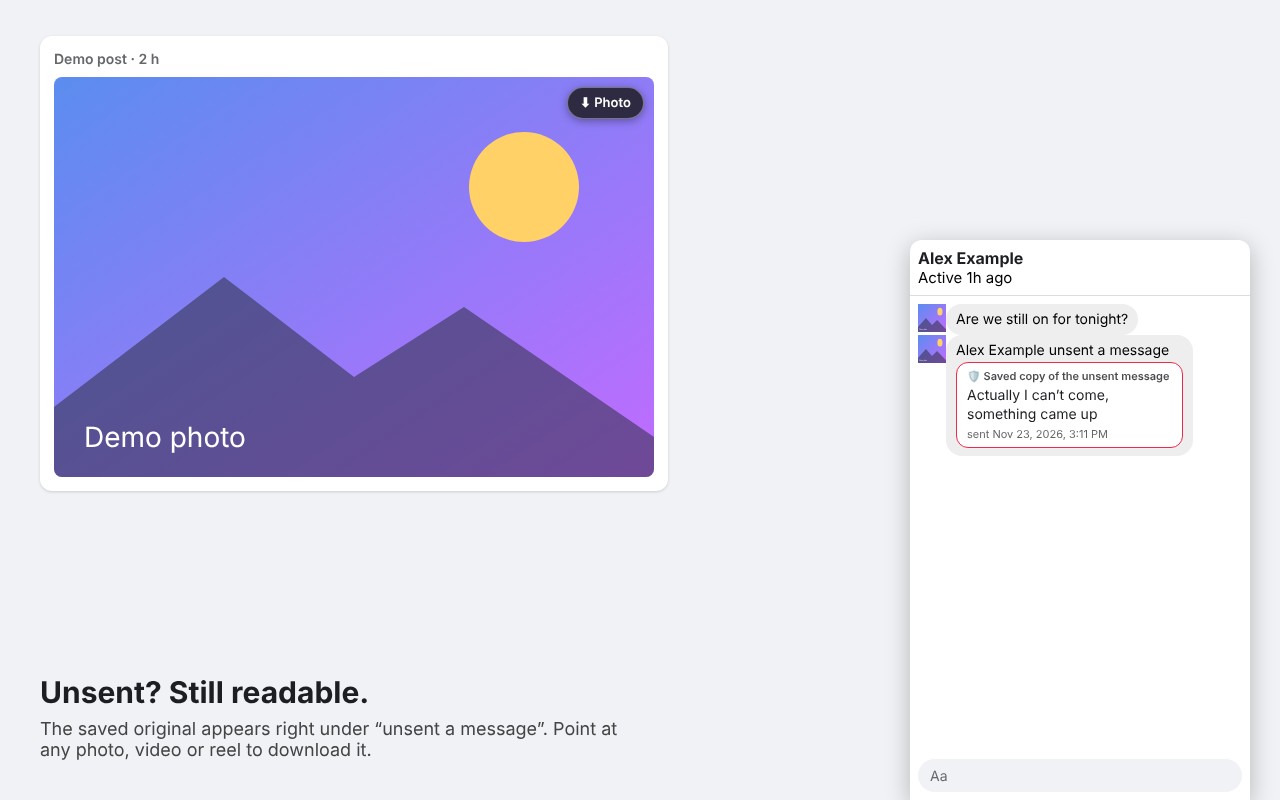 Demo post · 2 h
⬇ Photo
Demo photo
Unsent? Still readable.
The saved original appears right under “unsent a message”. Point at
any photo, video or reel to download it.
Alex Example
Active 1h ago
Are we still on for tonight?
Alex Example unsent a message
🛡️ Saved copy of the unsent message
Actually I can’t come,
something came up
sent Nov 23, 2026, 3:11 PM
Aa